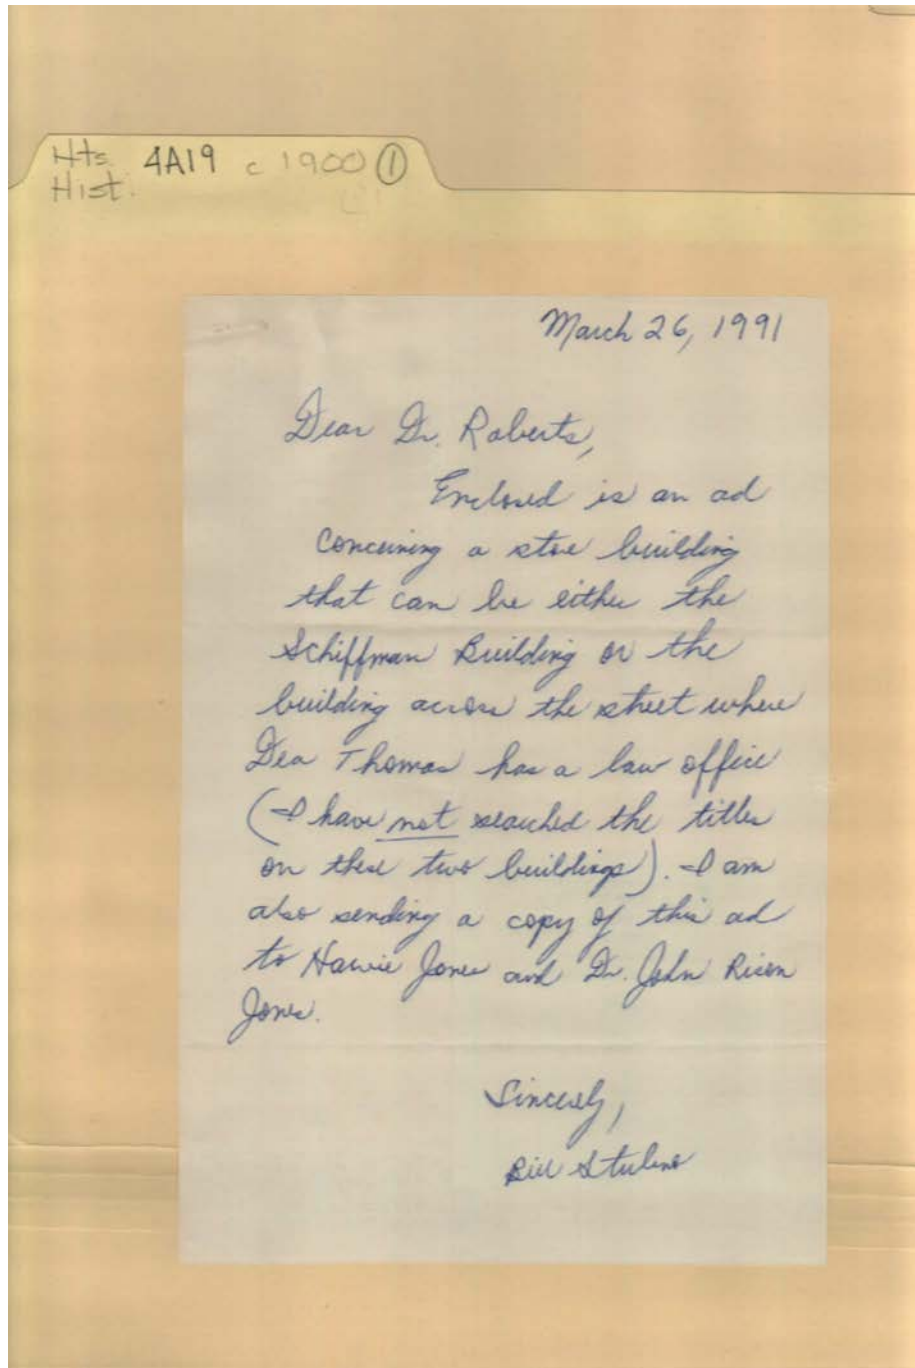 Hts. 4A19 c 1900 ①
Hist.
March 26, 1991
Dear Dr. Roberts,
Enclosed is an ad
concerning a store building
that can be either the
Schiffman Building or the
building across the street where
Dea Thomas has a law office
(I have not searched the titles
on these two buildings). I am
also sending a copy of this ad
to Harvie Jones and Dr. John Rison
Jones.
Sincerely,
Bill